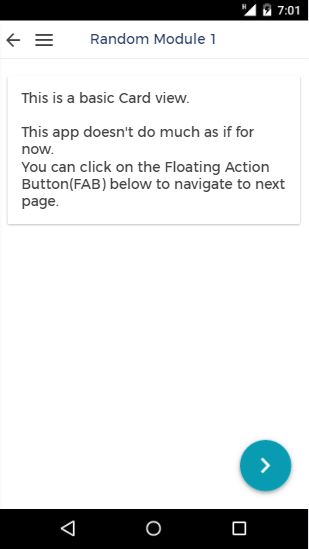 7:01
Random Module 1
This is a basic Card view.
This app doesn't do much as if for
now.
You can click on the Floating Action
Button(FAB) below to navigate to next
page.